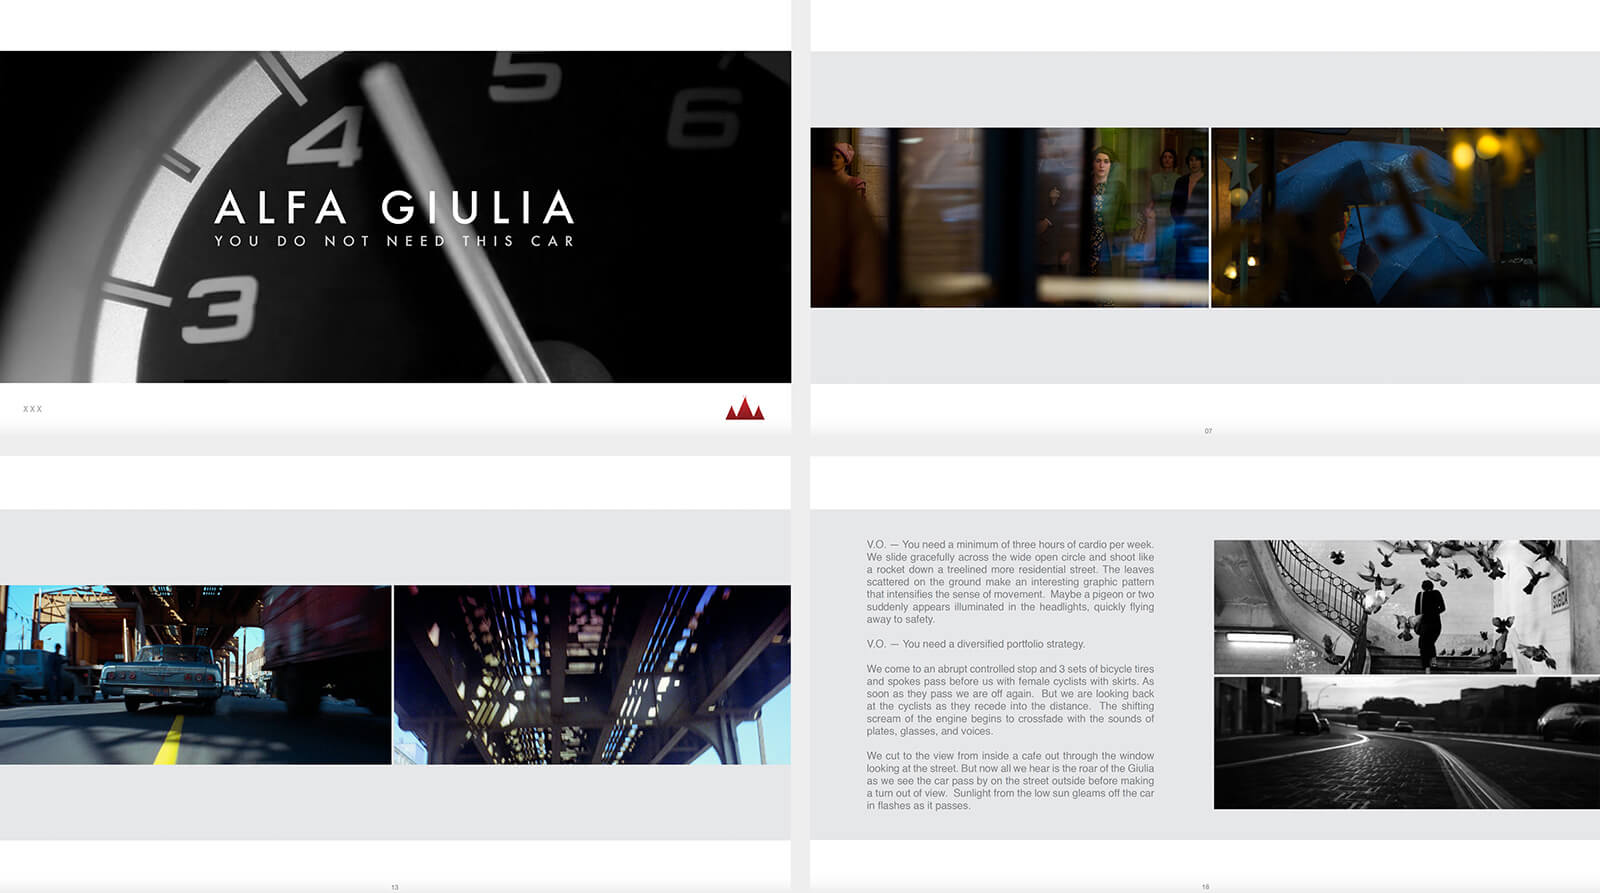 5
6
4
ALFA GIULIA
YOU DO NOT NEED THIS CAR
3
XXX
07
13
V.O. — You need a minimum of three hours of cardio per week.
We slide gracefully across the wide open circle and shoot like
a rocket down a treelined more residential street. The leaves
scattered on the ground make an interesting graphic pattern
that intensifies the sense of movement. Maybe a pigeon or two
suddenly appears illuminated in the headlights, quickly flying
away to safety.
V.O. — You need a diversified portfolio strategy.
We come to an abrupt controlled stop and 3 sets of bicycle tires
and spokes pass before us with female cyclists with skirts. As
soon as they pass we are off again. But we are looking back
at the cyclists as they recede into the distance. The shifting
scream of the engine begins to crossfade with the sounds of
plates, glasses, and voices.
We cut to the view from inside a cafe out through the window
looking at the street. But now all we hear is the roar of the Giulia
as we see the car pass by on the street outside before making
a turn out of view. Sunlight from the low sun gleams off the car
in flashes as it passes.